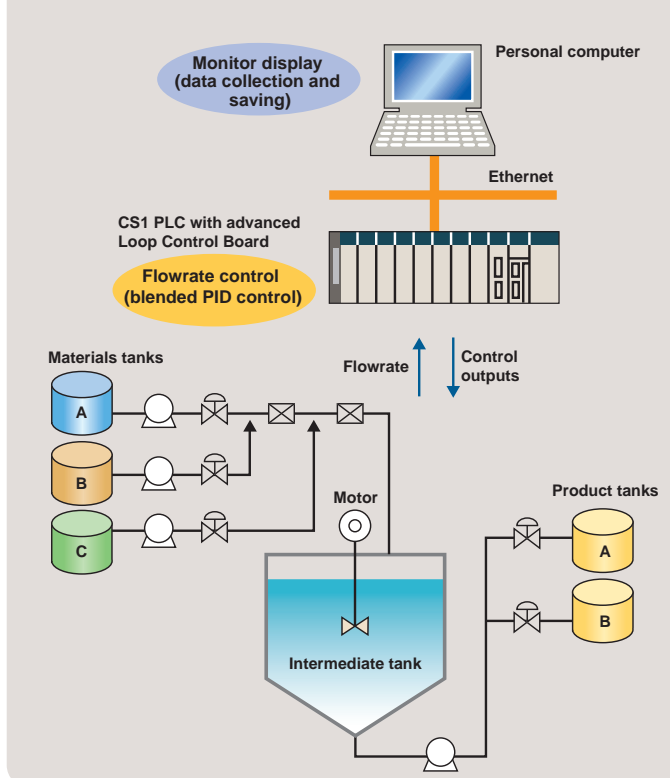 Monitor display
(data collection and
saving)
Personal computer
Ethernet
CS1 PLC with advanced
Loop Control Board
Flowrate control
(blended PID control)
Flowrate
Control
outputs
Materials tanks
A
B
C
Motor
Product tanks
A
B
Intermediate tank